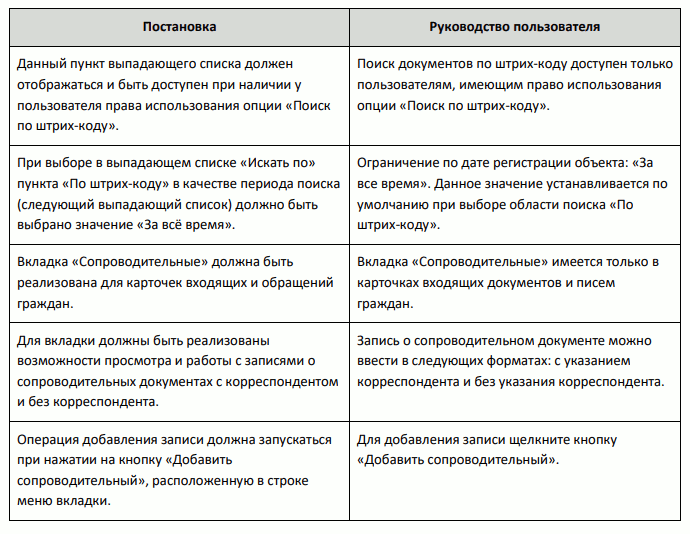 Постановка
Руководство пользователя
Данный пункт выпадающего списка должен
отображаться и быть доступен при наличии у
пользователя права использования опции «Поиск
по штрих-коду».
Поиск документов по штрих-коду доступен только
пользователям, имеющим право использования
опции «Поиск по штрих-коду».
При выборе в выпадающем списке «Искать по»
пункта «По штрих-коду» в качестве периода поиска
(следующий выпадающий список) должно быть
выбрано значение «За всё время».
Ограничение по дате регистрации объекта: «За
все время». Данное значение устанавливается по
умолчанию при выборе области поиска «По
штрих-коду».
Вкладка «Сопроводительные» должна быть
реализована для карточек входящих и обращений
граждан.
Вкладка «Сопроводительные» имеется только в
карточках входящих документов и писем
граждан.
Для вкладки должны быть реализованы
возможности просмотра и работы с записями о
сопроводительных документах с корреспондентом
и без корреспондента.
Запись о сопроводительном документе можно
ввести в следующих форматах: с указанием
корреспондента и без указания корреспондента.
Операция добавления записи должна запускаться
при нажатии на кнопку «Добавить
сопроводительный», расположенную в строке
меню вкладки.
Для добавления записи щелкните кнопку
«Добавить сопроводительный».